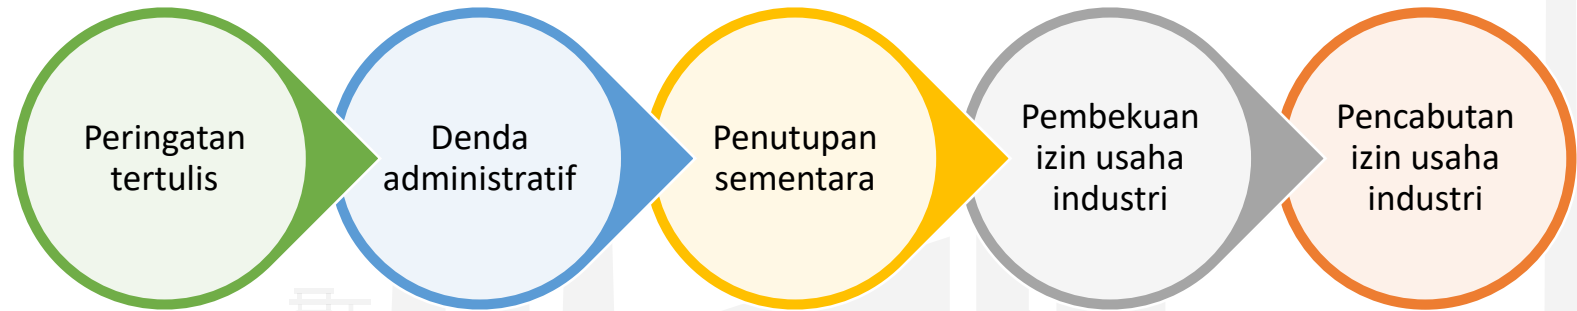 Peringatan
tertulis
Denda
administratif
Penutupan
sementara
Pembekuan
izin usaha
industri
Pencabutan
izin usaha
industri